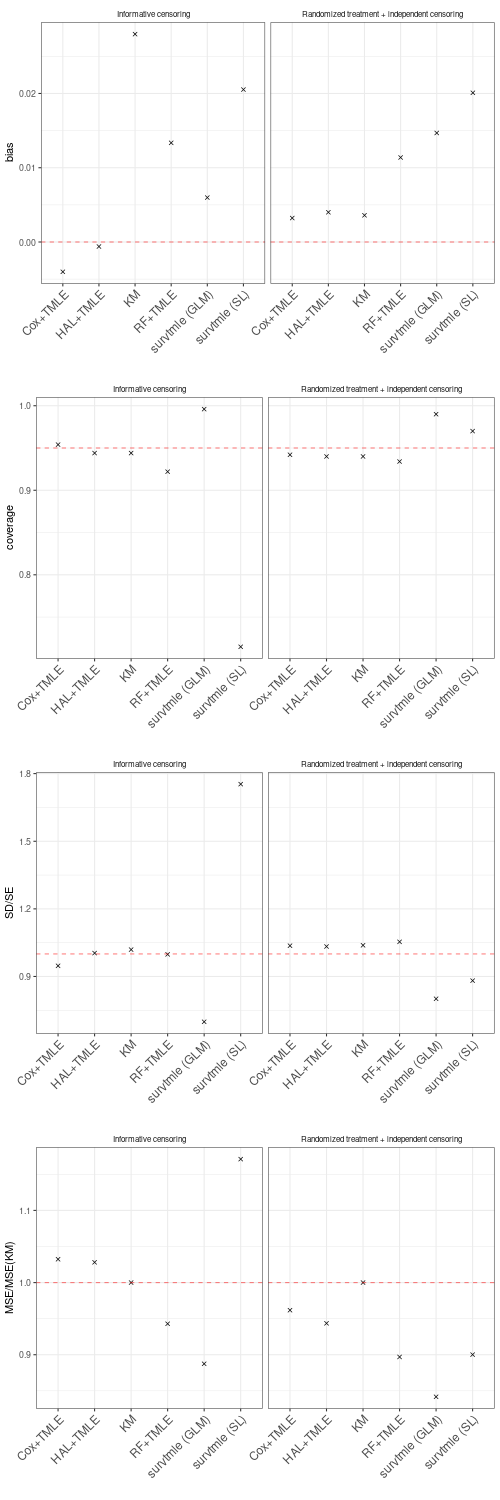 Informative censoring
Randomized treatment + independent censoring
bias
0.02
0.01
0.00
Cox+TMLE
HAL+TMLE
KM
RF+TMLE
survtmle (GLM)
survtmle (SL)
Cox+TMLE
HAL+TMLE
KM
RF+TMLE
survtmle (GLM)
survtmle (SL)
Informative censoring
Randomized treatment + independent censoring
coverage
1.0
0.9
0.8
Cox+TMLE
HAL+TMLE
KM
RF+TMLE
survtmle (GLM)
survtmle (SL)
Cox+TMLE
HAL+TMLE
KM
RF+TMLE
survtmle (GLM)
survtmle (SL)
Informative censoring
Randomized treatment + independent censoring
SD/SE
1.8
1.5
1.2
0.9
Cox+TMLE
HAL+TMLE
KM
RF+TMLE
survtmle (GLM)
survtmle (SL)
Cox+TMLE
HAL+TMLE
KM
RF+TMLE
survtmle (GLM)
survtmle (SL)
Informative censoring
Randomized treatment + independent censoring
MSE/MSE(KM)
1.1
1.0
0.9
Cox+TMLE
HAL+TMLE
KM
RF+TMLE
survtmle (GLM)
survtmle (SL)
Cox+TMLE
HAL+TMLE
KM
RF+TMLE
survtmle (GLM)
survtmle (SL)